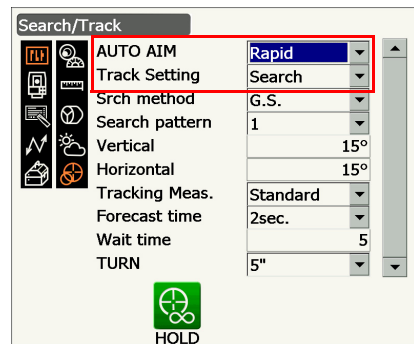 Search/Track
AUTO AIM Rapid
Track Setting Search
Srch method G.S.
Search pattern 1
Vertical 15°
Horizontal 15°
Tracking Meas. Standard
Forecast time 2sec.
Wait time 5
TURN 5"
HOLD